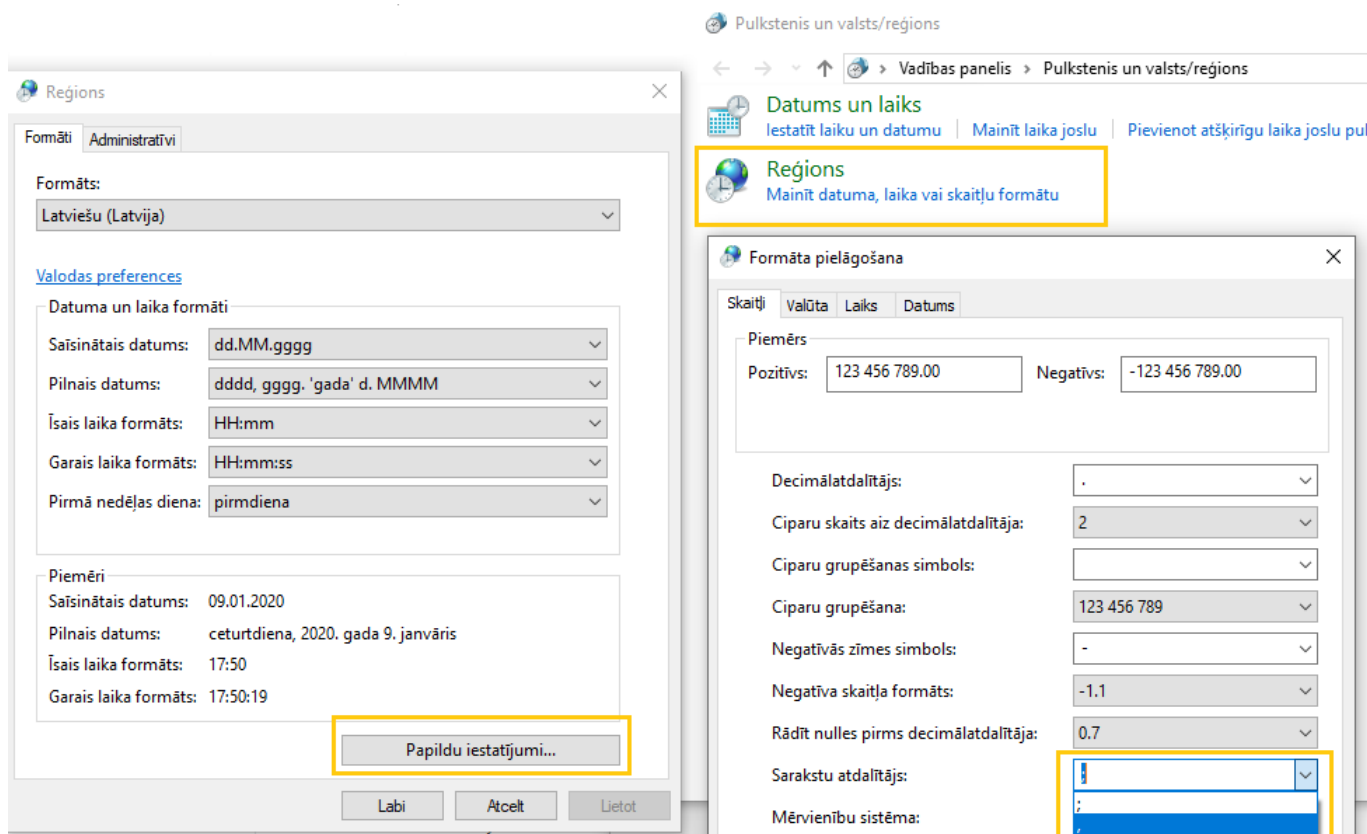 Reģions
Formāti
Administratīvi
Formāts:
Latviešu (Latvija)
Valodas preferences
Datuma un laika formāti
Saīsinātais datums: dd.MM.gggg
Pilnais datums: dddd, gggg. 'gada' d. MMMM
Īsais laika formāts: HH:mm
Garais laika formāts: HH:mm:ss
Pirmā nedēļas diena: pirmdiena
Piemēri
Saīsinātais datums: 09.01.2020
Pilnais datums: ceturtdiena, 2020. gada 9. janvāris
Īsais laika formāts: 17:50
Garais laika formāts: 17:50:19
Papildu iestatījumi...
Labi Atcelt Lietot
Pulkstenis un valsts/reģions
Vadības panelis > Pulkstenis un valsts/reģions
Datums un laiks
Iestatīt laiku un datumu | Mainīt laika joslu | Pievienot atšķirīgu laika joslu pul
Reģions
Mainīt datuma, laika vai skaitļu formātu
Formāta pielāgošana
Skaitļi Valūta Laiks Datums
Piemērs
Pozitīvs: 123 456 789.00 Negatīvs: -123 456 789.00
Decimālatdalītājs: .
Ciparu skaits aiz decimālatdalītāja: 2
Ciparu grupēšanas simbols:
Ciparu grupēšana: 123 456 789
Negatīvās zīmes simbols: -
Negatīva skaitļa formāts: -1.1
Rādīt nulles pirms decimālatdalītāja: 0.7
Sarakstu atdalītājs: ;
;
Mērvienību sistēma: ,